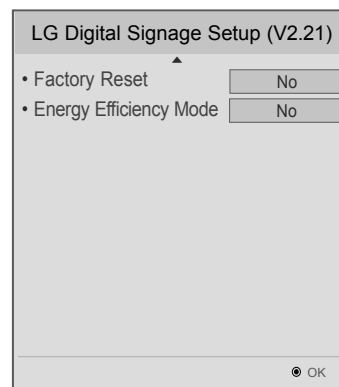 LG Digital Signage Setup (V2.21)
• Factory Reset No
• Energy Efficiency Mode No
OK